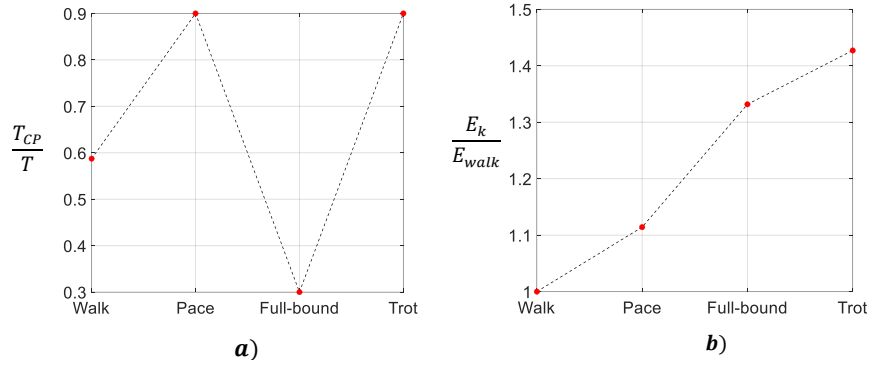 T_CP / T
0.9
0.8
0.7
0.6
0.5
0.4
0.3
Walk Pace Full-bound Trot
a)
E_k / E_walk
1.5
1.4
1.3
1.2
1.1
1
Walk Pace Full-bound Trot
b)